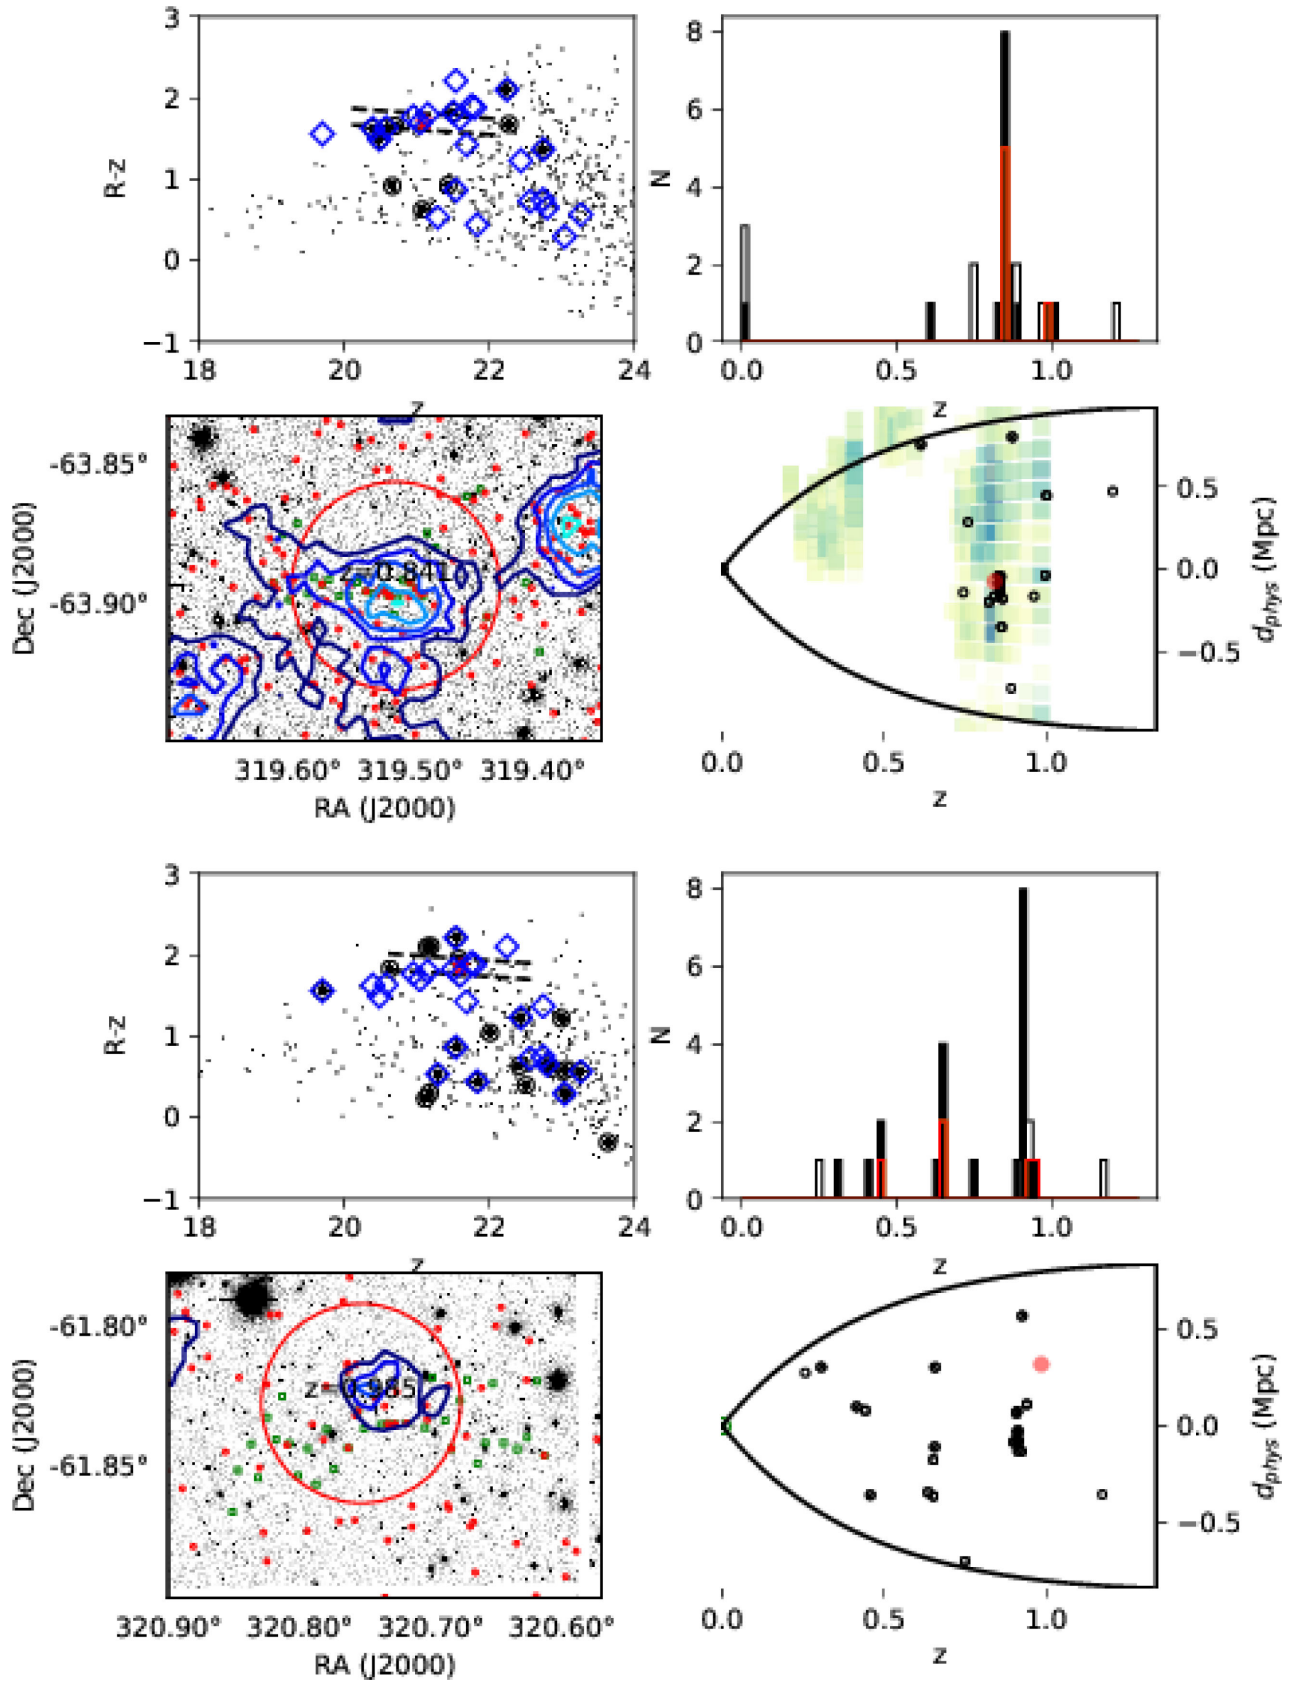 3
2
1
0
−1
R-z
18 20 22 24
z
8
6
4
2
0
N
0.0 0.5 1.0
z
-63.85°
-63.90°
Dec (J2000)
z=0.841
319.60° 319.50° 319.40°
RA (J2000)
0.5
0.0
−0.5
d_phys (Mpc)
0.0 0.5 1.0
z
3
2
1
0
−1
R-z
18 20 22 24
z
8
6
4
2
0
N
0.0 0.5 1.0
z
-61.80°
-61.85°
Dec (J2000)
320.90° 320.80° 320.70° 320.60°
RA (J2000)
0.5
0.0
−0.5
d_phys (Mpc)
0.0 0.5 1.0
z